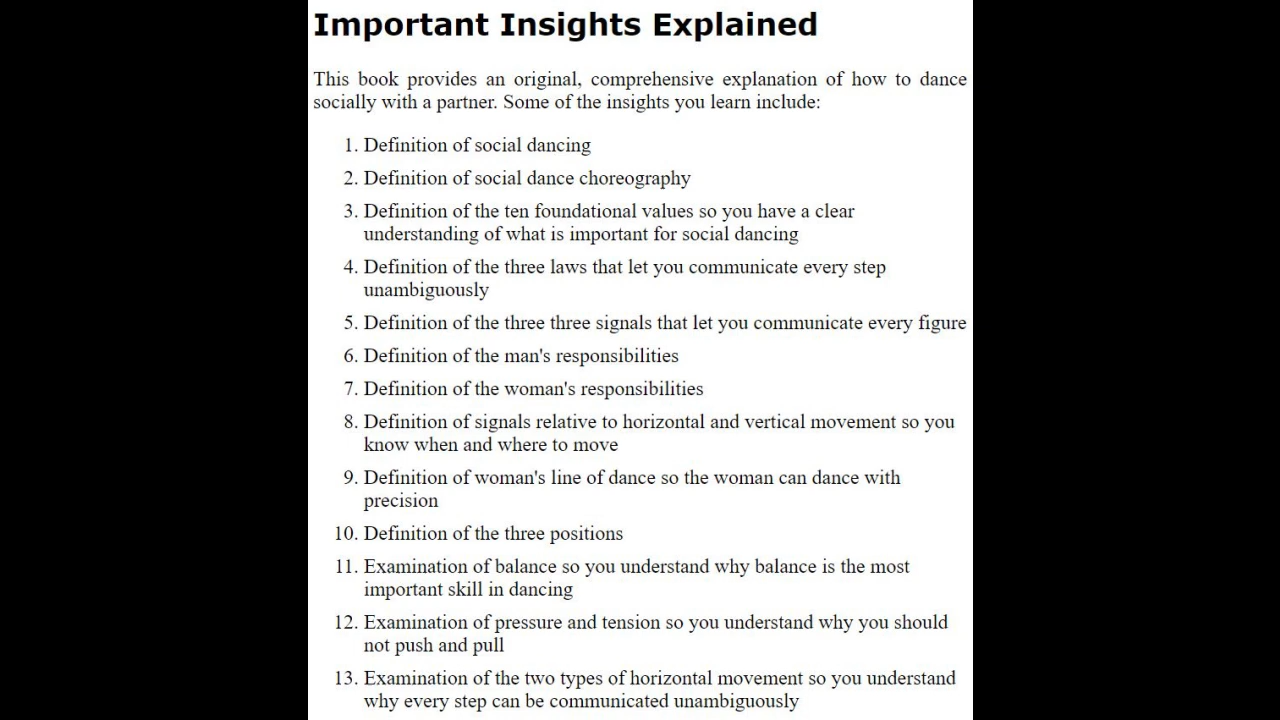 Important Insights Explained
This book provides an original, comprehensive explanation of how to dance
socially with a partner. Some of the insights you learn include:
1. Definition of social dancing
2. Definition of social dance choreography
3. Definition of the ten foundational values so you have a clear
understanding of what is important for social dancing
4. Definition of the three laws that let you communicate every step
unambiguously
5. Definition of the three three signals that let you communicate every figure
6. Definition of the man's responsibilities
7. Definition of the woman's responsibilities
8. Definition of signals relative to horizontal and vertical movement so you
know when and where to move
9. Definition of woman's line of dance so the woman can dance with
precision
10. Definition of the three positions
11. Examination of balance so you understand why balance is the most
important skill in dancing
12. Examination of pressure and tension so you understand why you should
not push and pull
13. Examination of the two types of horizontal movement so you understand
why every step can be communicated unambiguously